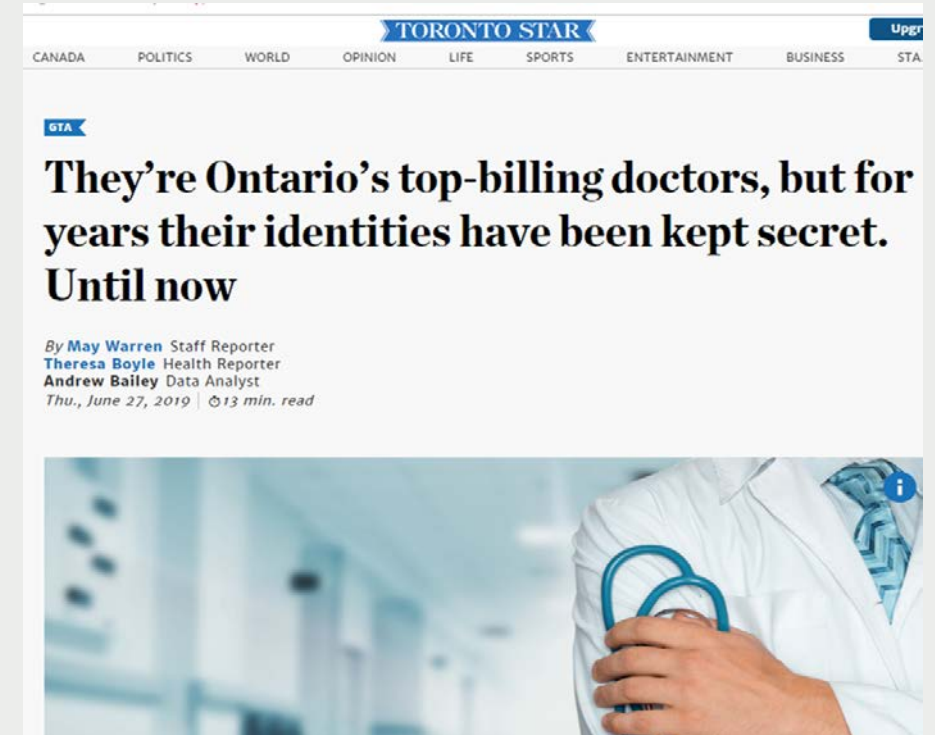 TORONTO STAR
Upgr
CANADA POLITICS WORLD OPINION LIFE SPORTS ENTERTAINMENT BUSINESS STA
GTA
They’re Ontario’s top-billing doctors, but for
years their identities have been kept secret.
Until now
By May Warren Staff Reporter
Theresa Boyle Health Reporter
Andrew Bailey Data Analyst
Thu., June 27, 2019 | 13 min. read
i